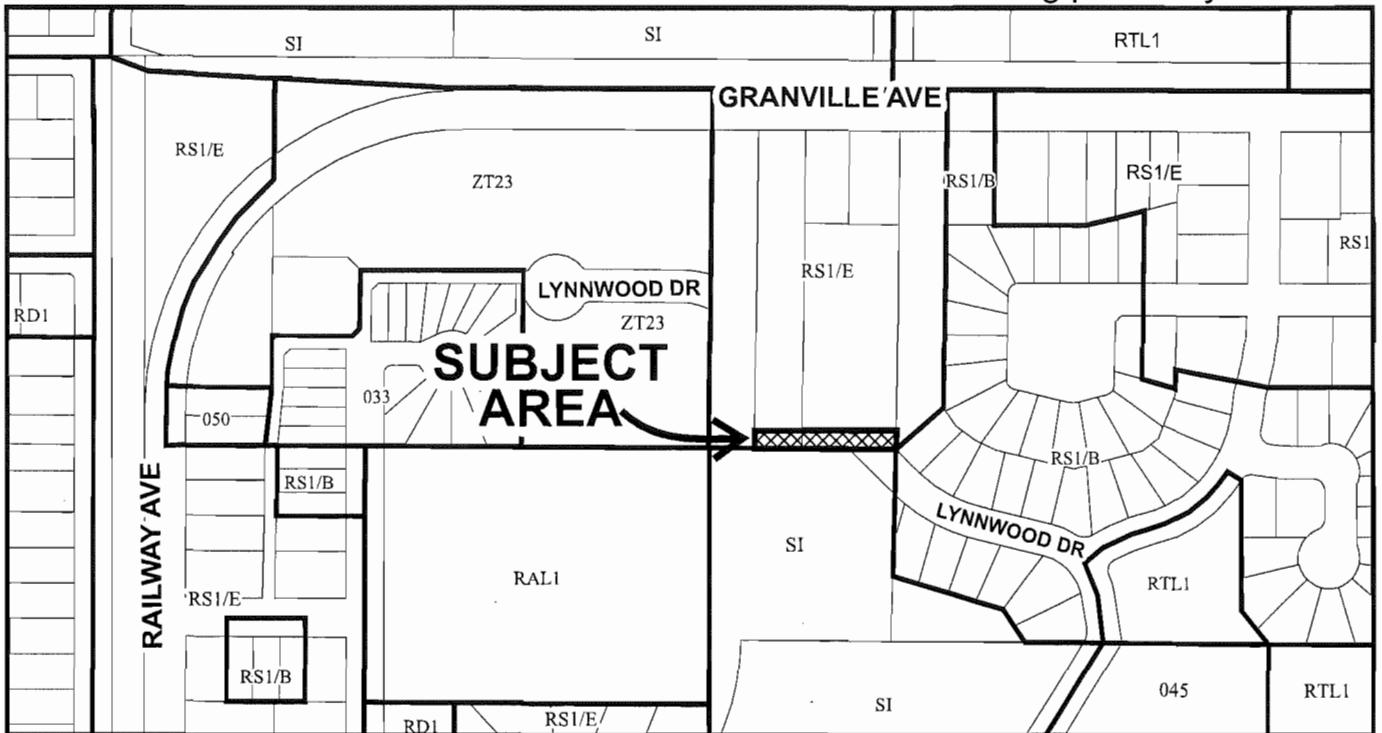 SI
SI
RTL1
GRANVILLE AVE
RS1/E
ZT23
RS1/B
RS1/E
RS1/E
RS1
LYNNWOOD DR
RD1
ZT23
SUBJECT
AREA
033
050
RS1/B
RS1/B
RAILWAY AVE
LYNNWOOD DR
SI
RAL1
RTL1
RS1/E
RS1/B
045
RTL1
SI
RD1
RS1/E